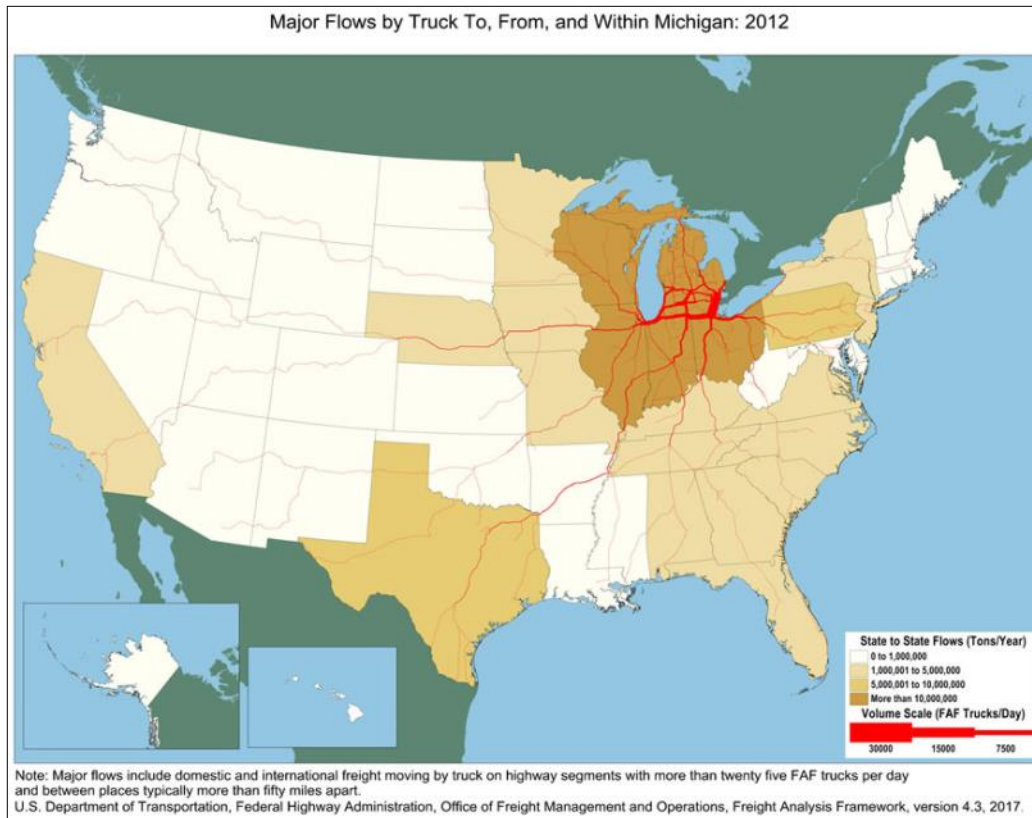 Major Flows by Truck To, From, and Within Michigan: 2012
State to State Flows (Tons/Year)
0 to 1,000,000
1,000,001 to 5,000,000
5,000,001 to 10,000,000
More than 10,000,000
Volume Scale (FAF Trucks/Day)
30000 15000 7500
Note: Major flows include domestic and international freight moving by truck on highway segments with more than twenty five FAF trucks per day
and between places typically more than fifty miles apart.
U.S. Department of Transportation, Federal Highway Administration, Office of Freight Management and Operations, Freight Analysis Framework, version 4.3, 2017.